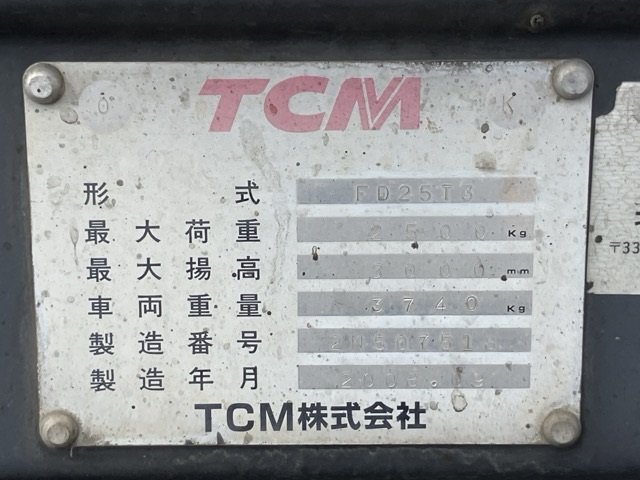 TCM
O K
形式 FD25T3
最大荷重 2500 Kg
最大揚高 3000 mm
車両重量 3740 Kg
製造番号
製造年月
TCM株式会社
〒33